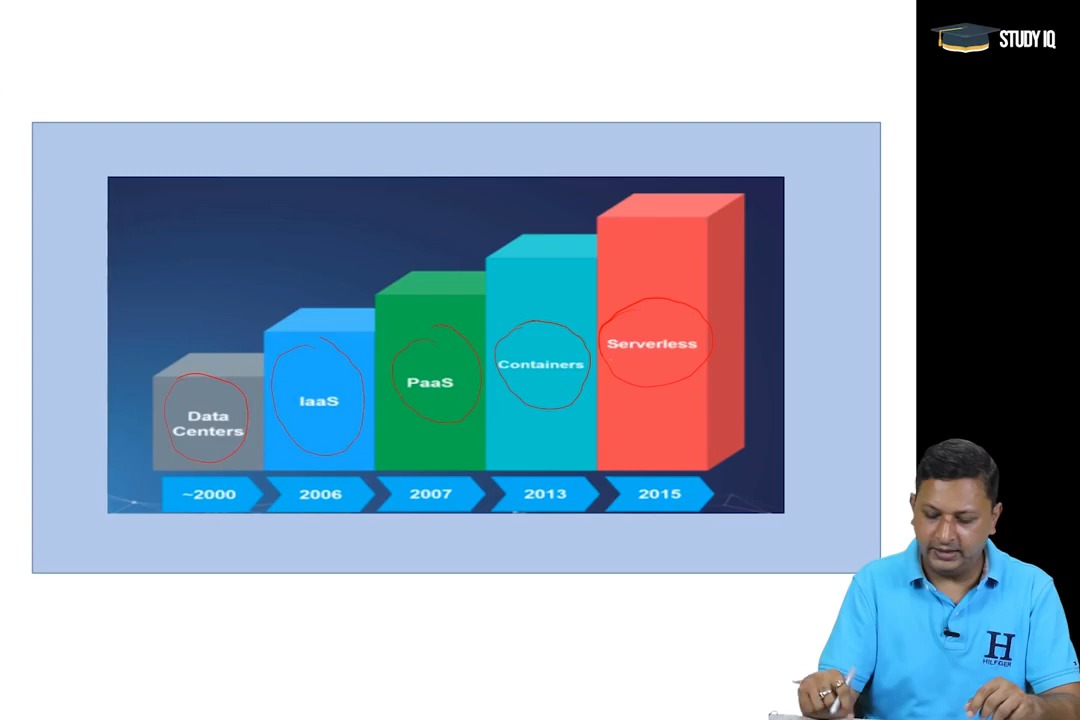 STUDY IQ
Serverless
Containers
PaaS
IaaS
Data
Centers
~2000
2006
2007
2013
2015
H
HILFIGER